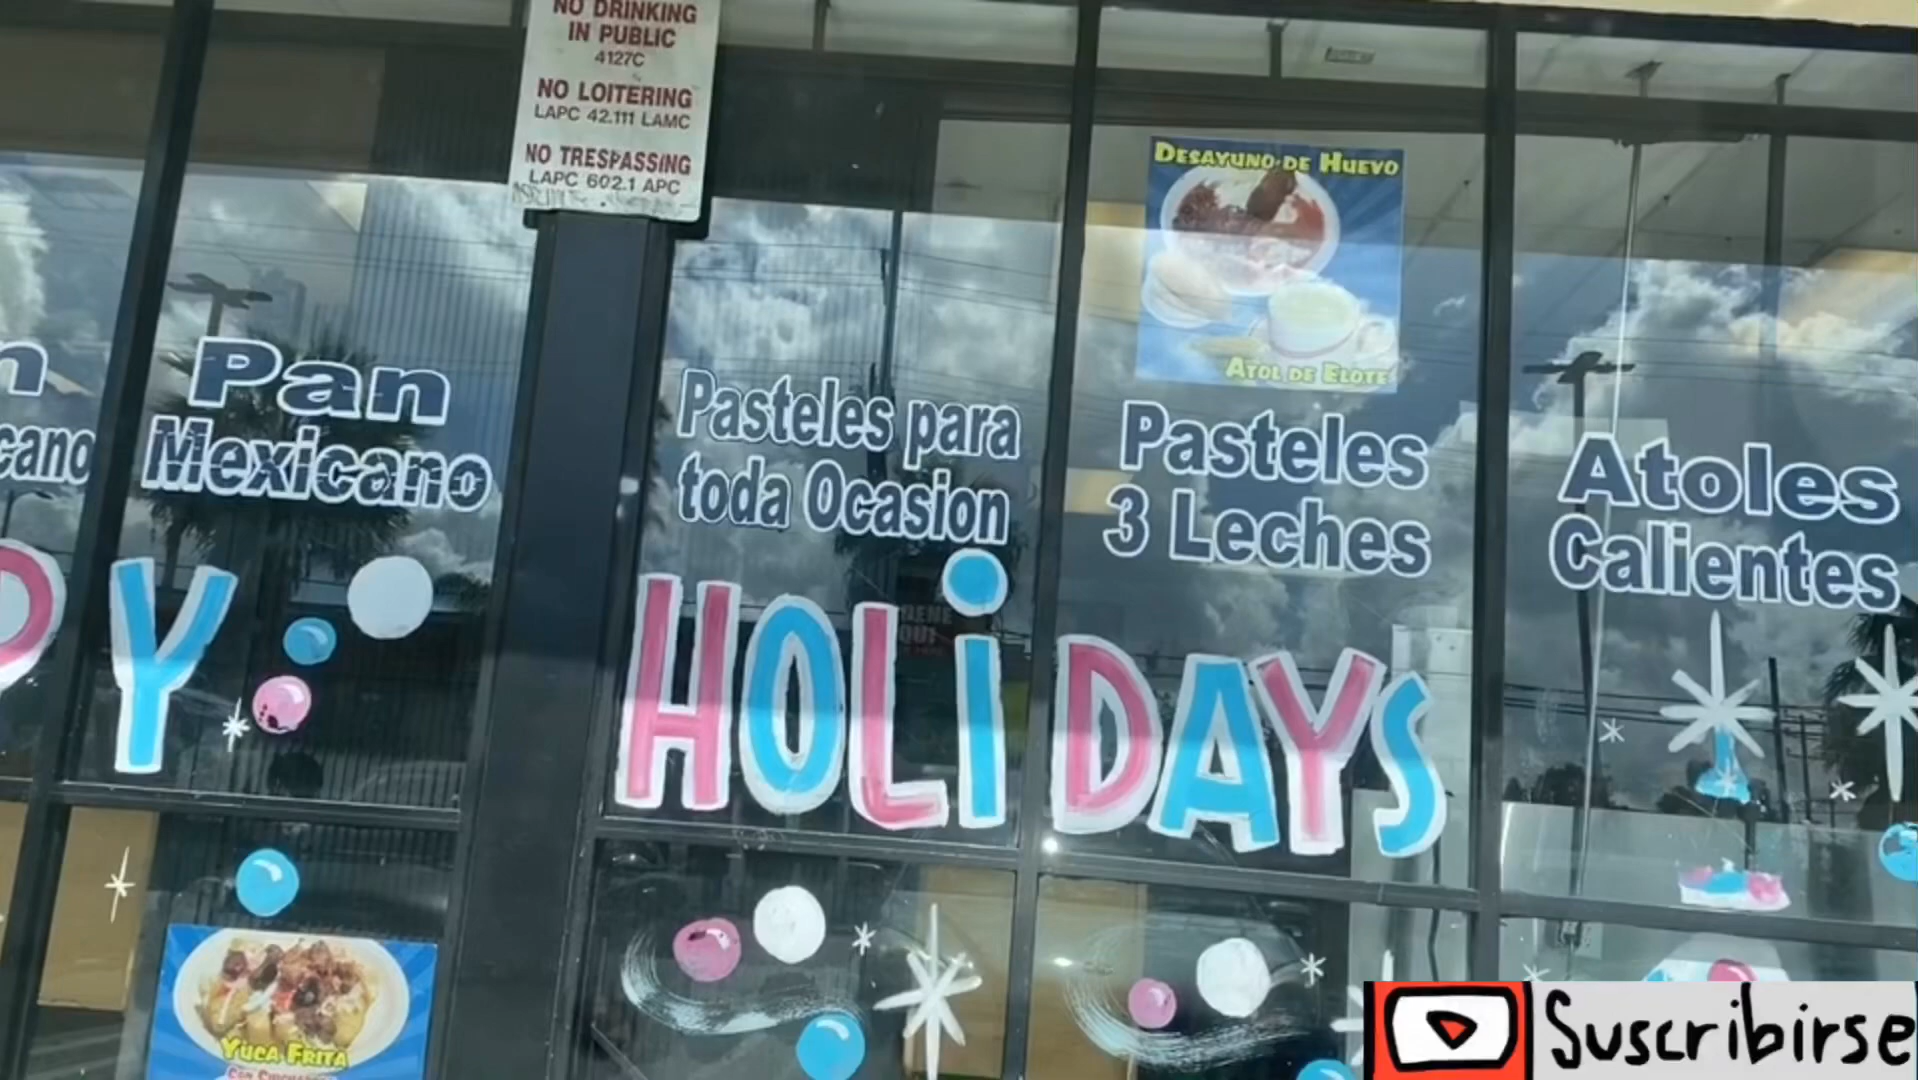 NO DRINKING
IN PUBLIC
4127C
NO LOITERING
LAPC 42.111 LAMC
NO TRESPASSING
LAPC 602.1 APC
DESAYUNO DE HUEVO
ATOL DE ELOTE
n
cano
Pan
Mexicano
Pasteles para
toda Ocasion
Pasteles
3 Leches
Atoles
Calientes
PY HOLiDAYS
YUCA FRITA
Suscribirse